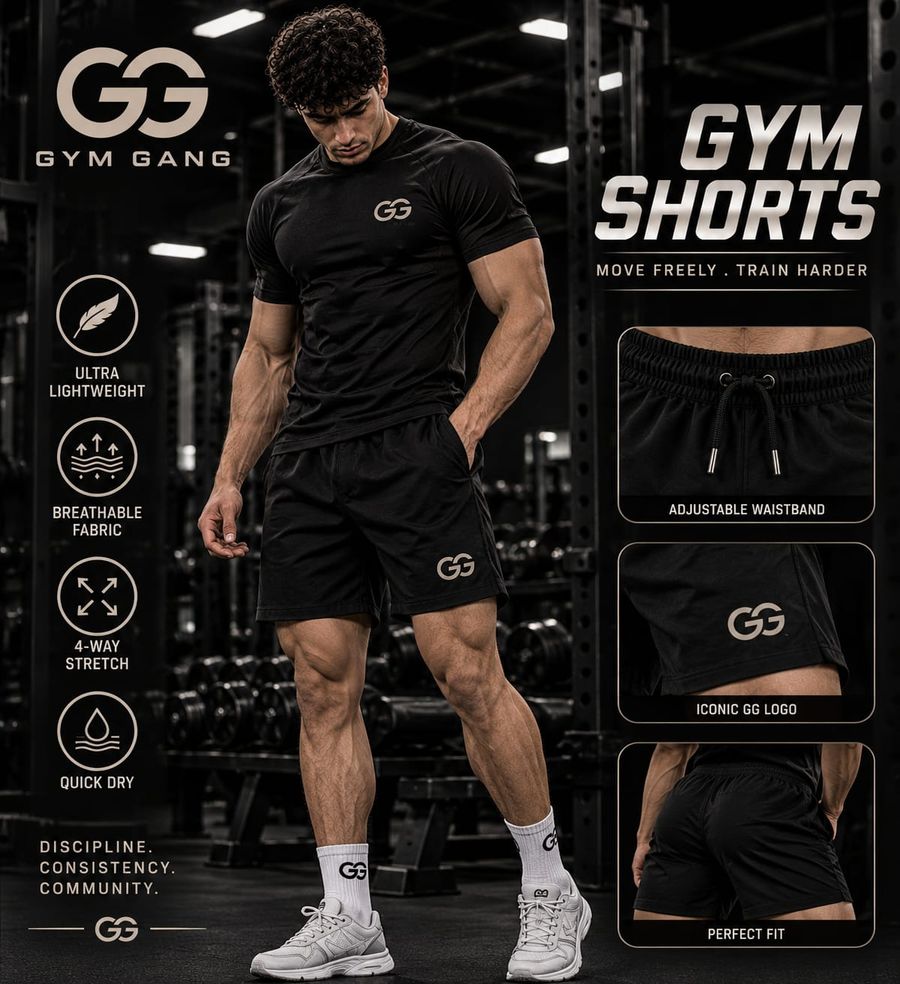 GG
GYM GANG
GG
GYM
SHORTS
MOVE FREELY . TRAIN HARDER
ULTRA
LIGHTWEIGHT
BREATHABLE
FABRIC
4-WAY
STRETCH
QUICK DRY
DISCIPLINE.
CONSISTENCY.
COMMUNITY.
GG
GG
ADJUSTABLE WAISTBAND
GG
ICONIC GG LOGO
PERFECT FIT
GG
GG